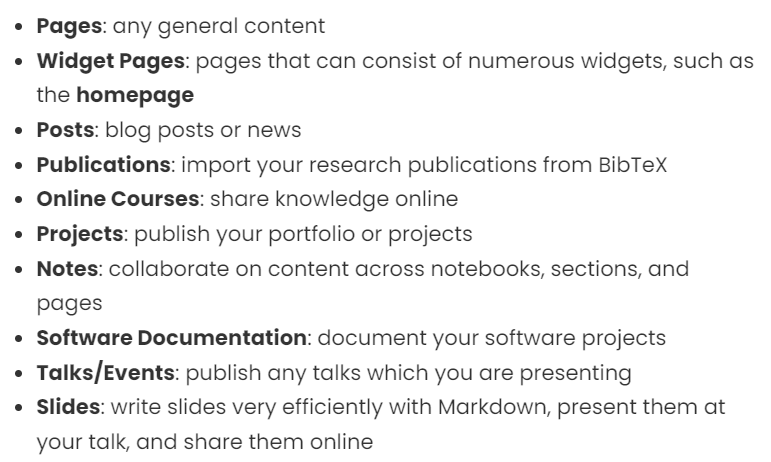 • Pages: any general content
• Widget Pages: pages that can consist of numerous widgets, such as
the homepage
• Posts: blog posts or news
• Publications: import your research publications from BibTeX
• Online Courses: share knowledge online
• Projects: publish your portfolio or projects
• Notes: collaborate on content across notebooks, sections, and
pages
• Software Documentation: document your software projects
• Talks/Events: publish any talks which you are presenting
• Slides: write slides very efficiently with Markdown, present them at
your talk, and share them online